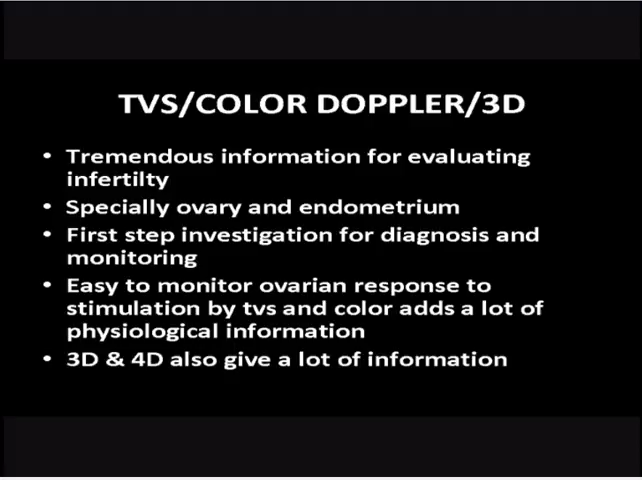 TVS/COLOR DOPPLER/3D
• Tremendous information for evaluating
infertilty
• Specially ovary and endometrium
• First step investigation for diagnosis and
monitoring
• Easy to monitor ovarian response to
stimulation by tvs and color adds a lot of
physiological information
• 3D & 4D also give a lot of information